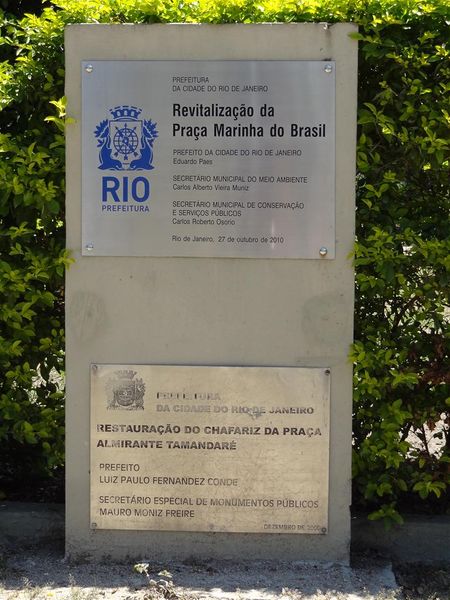 PREFEITURA
DA CIDADE DO RIO DE JANEIRO
Revitalização da
Praça Marinha do Brasil
PREFEITO DA CIDADE DO RIO DE JANEIRO
Eduardo Paes
SECRETÁRIO MUNICIPAL DO MEIO AMBIENTE
Carlos Alberto Vieira Muniz
SECRETÁRIO MUNICIPAL DE CONSERVAÇÃO
E SERVIÇOS PÚBLICOS
Carlos Roberto Osorio
Rio de Janeiro, 27 de outubro de 2010
RIO
PREFEITURA
PREFEITURA
DA CIDADE DO RIO DE JANEIRO
RESTAURAÇÃO DO CHAFARIZ DA PRAÇA
ALMIRANTE TAMANDARÉ
PREFEITO
LUIZ PAULO FERNANDEZ CONDE
SECRETÁRIO ESPECIAL DE MONUMENTOS PÚBLICOS
MAURO MONIZ FREIRE
DEZEMBRO DE 2000